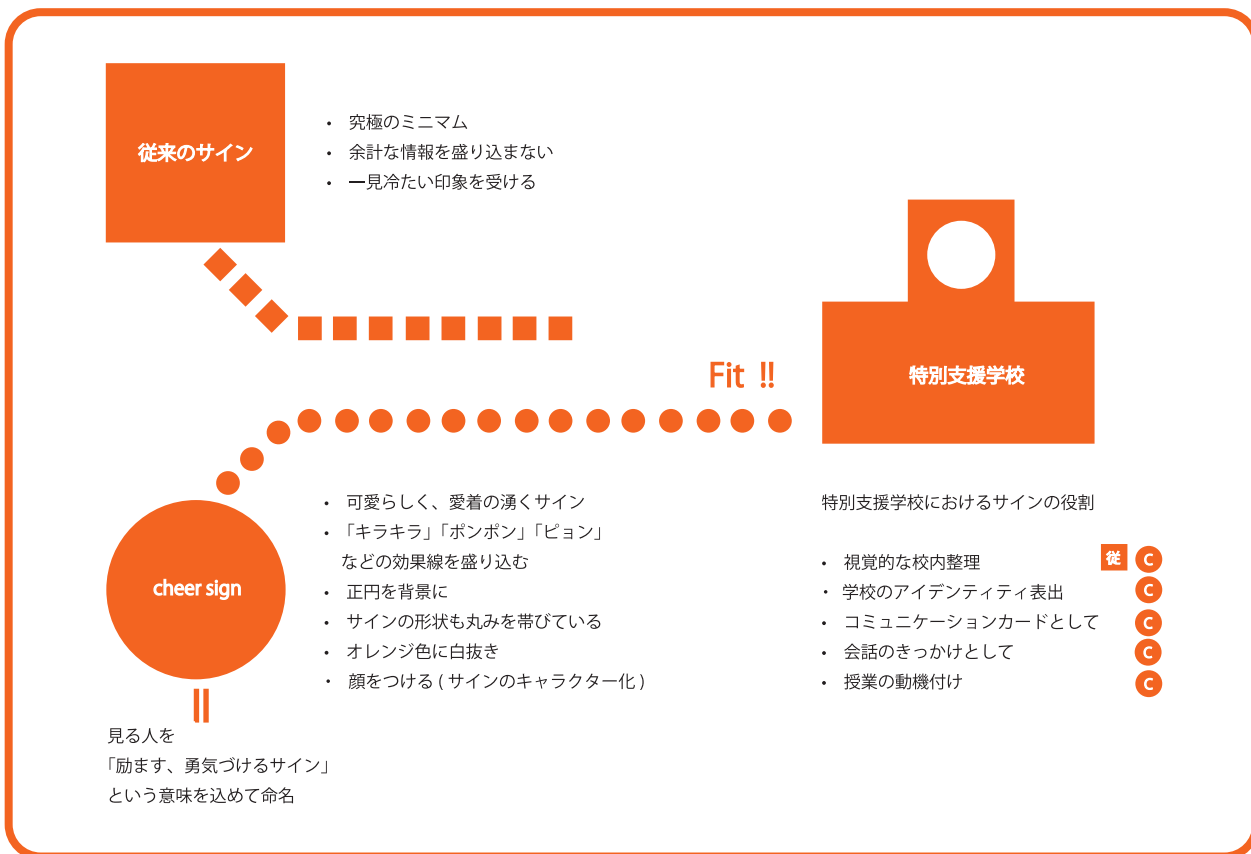 従来のサイン
・ 究極のミニマム
・ 余計な情報を盛り込まない
・ 一見冷たい印象を受ける
Fit !!
特別支援学校
cheer sign
・ 可愛らしく、愛着の湧くサイン
・ 「キラキラ」「ポンポン」「ピョン」
などの効果線を盛り込む
・ 正円を背景に
・ サインの形状も丸みを帯びている
・ オレンジ色に白抜き
・ 顔をつける ( サインのキャラクター化 )
見る人を
「励ます、勇気づけるサイン」
という意味を込めて命名
特別支援学校におけるサインの役割
・ 視覚的な校内整理 従 C
・ 学校のアイデンティティ表出 C
・ コミュニケーションカードとして C
・ 会話のきっかけとして C
・ 授業の動機付け C